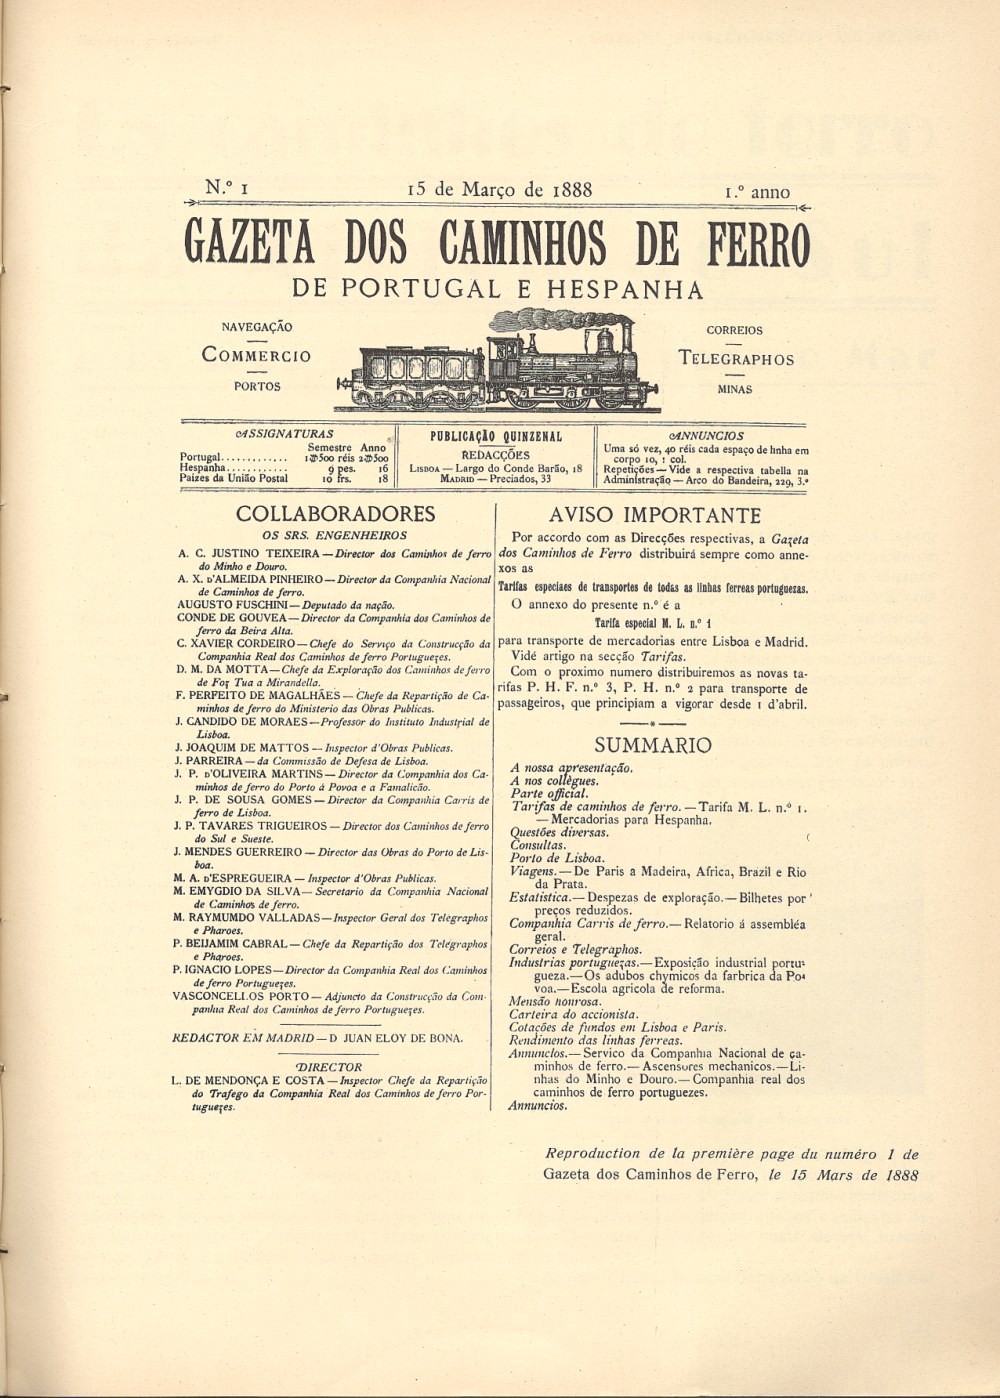 N.º 1 15 de Março de 1888 1.º anno
GAZETA DOS CAMINHOS DE FERRO
DE PORTUGAL E HESPANHA
NAVEGAÇÃO
COMMERCIO
PORTOS
CORREIOS
TELEGRAPHOS
MINAS
ASSIGNATURAS
Semestre Anno
Portugal............ 1$500 réis 2$500
Hespanha............ 9 pes. 16
Paizes da União Postal 10 frs. 18
PUBLICAÇÃO QUINZENAL
REDACÇÕES
LISBOA — Largo do Conde Barão, 18
MADRID — Preciados, 33
ANNUNCIOS
Uma só vez, 40 réis cada espaço de linha em
corpo 10, 1 col.
Repetições — Vide a respectiva tabella na
Administração — Arco do Bandeira, 229, 3.º
COLLABORADORES
OS SRS. ENGENHEIROS
A. C. JUSTINO TEIXEIRA — Director dos Caminhos de ferro
do Minho e Douro.
A. X. D'ALMEIDA PINHEIRO — Director da Companhia Nacional
de Caminhos de ferro.
AUGUSTO FUSCHINI — Deputado da nação.
CONDE DE GOUVEA — Director da Companhia dos Caminhos de
ferro da Beira Alta.
C. XAVIER CORDEIRO — Chefe do Serviço da Construcção da
Companhia Real dos Caminhos de ferro Portuguezes.
D. M. DA MOTTA — Chefe da Exploração dos Caminhos de ferro
de Foz Tua a Mirandella.
F. PERFEITO DE MAGALHÃES — Chefe da Repartição de Ca-
minhos de ferro do Ministerio das Obras Publicas.
J. CANDIDO DE MORAES — Professor do Instituto Industrial de
Lisboa.
J. JOAQUIM DE MATTOS — Inspector d'Obras Publicas.
J. PARREIRA — da Commissão de Defesa de Lisboa.
J. P. D'OLIVEIRA MARTINS — Director da Companhia dos Ca-
minhos de ferro do Porto á Povoa e a Famalicão.
J. P. DE SOUSA GOMES — Director da Companhia Carris de
ferro de Lisboa.
J. P. TAVARES TRIGUEIROS — Director dos Caminhos de ferro
do Sul e Sueste.
J. MENDES GUERREIRO — Director das Obras do Porto de Lis-
boa.
M. A. D'ESPREGUEIRA — Inspector d'Obras Publicas.
M. EMYGDIO DA SILVA — Secretario da Companhia Nacional
de Caminhos de ferro.
M. RAYMUMDO VALLADAS — Inspector Geral dos Telegraphos
e Pharoes.
P. BEIJAMIM CABRAL — Chefe da Repartição dos Telegraphos
e Pharoes.
P. IGNACIO LOPES — Director da Companhia Real dos Caminhos
de ferro Portuguezes.
VASCONCELLOS PORTO — Adjuncto da Construcção da Com-
panhia Real dos Caminhos de ferro Portuguezes.
REDACTOR EM MADRID — D JUAN ELOY DE BONA.
DIRECTOR
L. DE MENDONÇA E COSTA — Inspector Chefe da Repartição
do Trafego da Companhia Real dos Caminhos de ferro Por-
tuguezes.
AVISO IMPORTANTE
Por accordo com as Direcções respectivas, a Gazeta
dos Caminhos de Ferro distribuirá sempre como anne-
xos as
Tarifas especiaes de transportes de todas as linhas ferreas portuguezas.
O annexo do presente n.º é a
Tarifa especial M. L. n.º 1
para transporte de mercadorias entre Lisboa e Madrid.
Vidé artigo na secção Tarifas.
Com o proximo numero distribuiremos as novas ta-
rifas P. H. F. n.º 3, P. H. n.º 2 para transporte de
passageiros, que principiam a vigorar desde 1 d'abril.
SUMMARIO
A nossa apresentação.
A nos collègues.
Parte official.
Tarifas de caminhos de ferro. — Tarifa M. L. n.º 1.
— Mercadorias para Hespanha.
Questões diversas.
Consultas.
Porto de Lisboa.
Viagens. — De Paris a Madeira, Africa, Brazil e Rio
da Prata.
Estatistica. — Despezas de exploração. — Bilhetes por
preços reduzidos.
Companhia Carris de ferro. — Relatorio á assembléa
geral.
Correios e Telegraphos.
Industrias portuguezas. — Exposição industrial portu-
gueza. — Os adubos chymicos da farbrica da Po-
voa. — Escola agricola de reforma.
Mensão honrosa.
Carteira do accionista.
Cotações de fundos em Lisboa e Paris.
Rendimento das linhas ferreas.
Annuncios. — Servico da Companhia Nacional de ca-
minhos de ferro. — Ascensores mechanicos. — Li-
nhas do Minho e Douro. — Companhia real dos
caminhos de ferro portuguezes.
Annuncios.
Reproduction de la première page du numéro 1 de
Gazeta dos Caminhos de Ferro, le 15 Mars de 1888